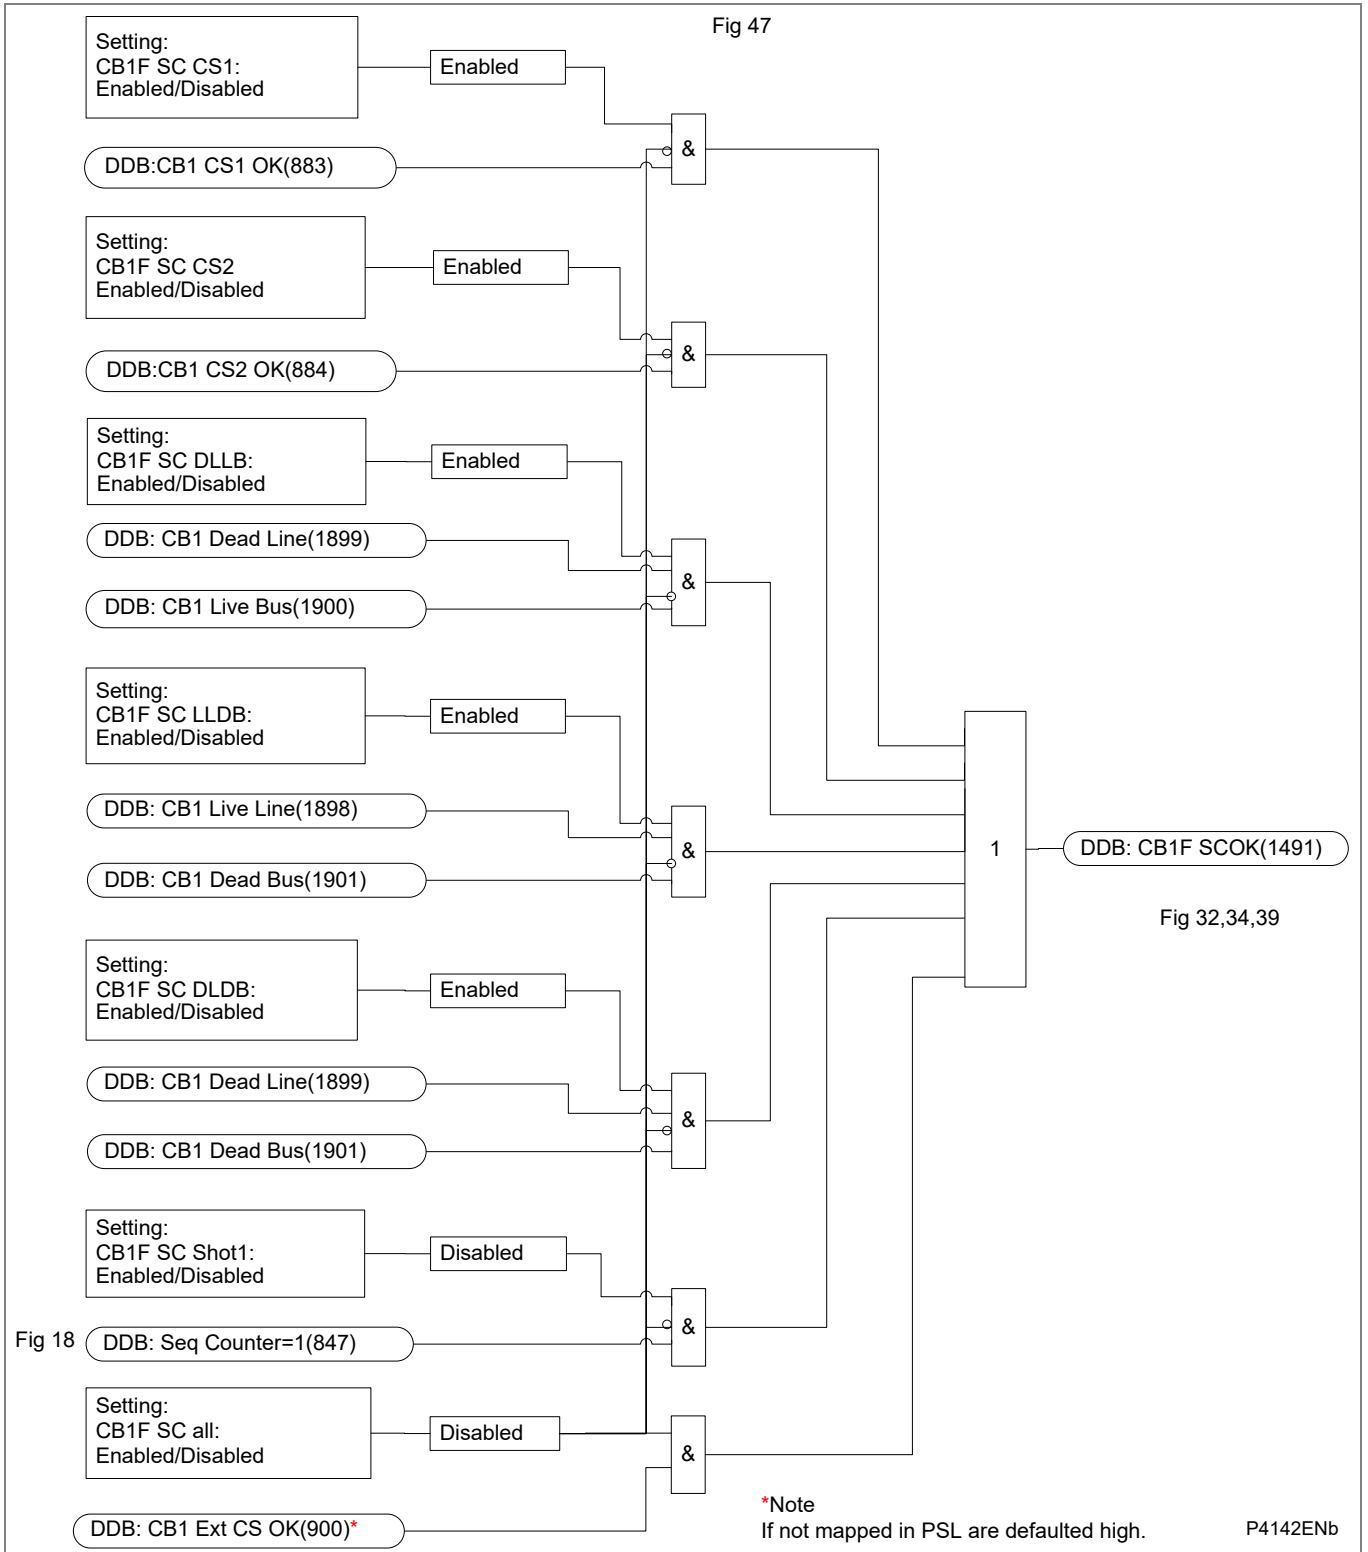 Fig 47
Setting:
CB1F SC CS1:
Enabled/Disabled
Enabled
&
DDB:CB1 CS1 OK(883)
Setting:
CB1F SC CS2
Enabled/Disabled
Enabled
&
DDB:CB1 CS2 OK(884)
Setting:
CB1F SC DLLB:
Enabled/Disabled
Enabled
DDB: CB1 Dead Line(1899)
&
DDB: CB1 Live Bus(1900)
Setting:
CB1F SC LLDB:
Enabled/Disabled
Enabled
DDB: CB1 Live Line(1898)
&
DDB: CB1 Dead Bus(1901)
1
DDB: CB1F SCOK(1491)
Fig 32,34,39
Setting:
CB1F SC DLDB:
Enabled/Disabled
Enabled
DDB: CB1 Dead Line(1899)
&
DDB: CB1 Dead Bus(1901)
Setting:
CB1F SC Shot1:
Enabled/Disabled
Disabled
&
Fig 18
DDB: Seq Counter=1(847)
Setting:
CB1F SC all:
Enabled/Disabled
Disabled
&
DDB: CB1 Ext CS OK(900)*
*Note
If not mapped in PSL are defaulted high.
P4142ENb